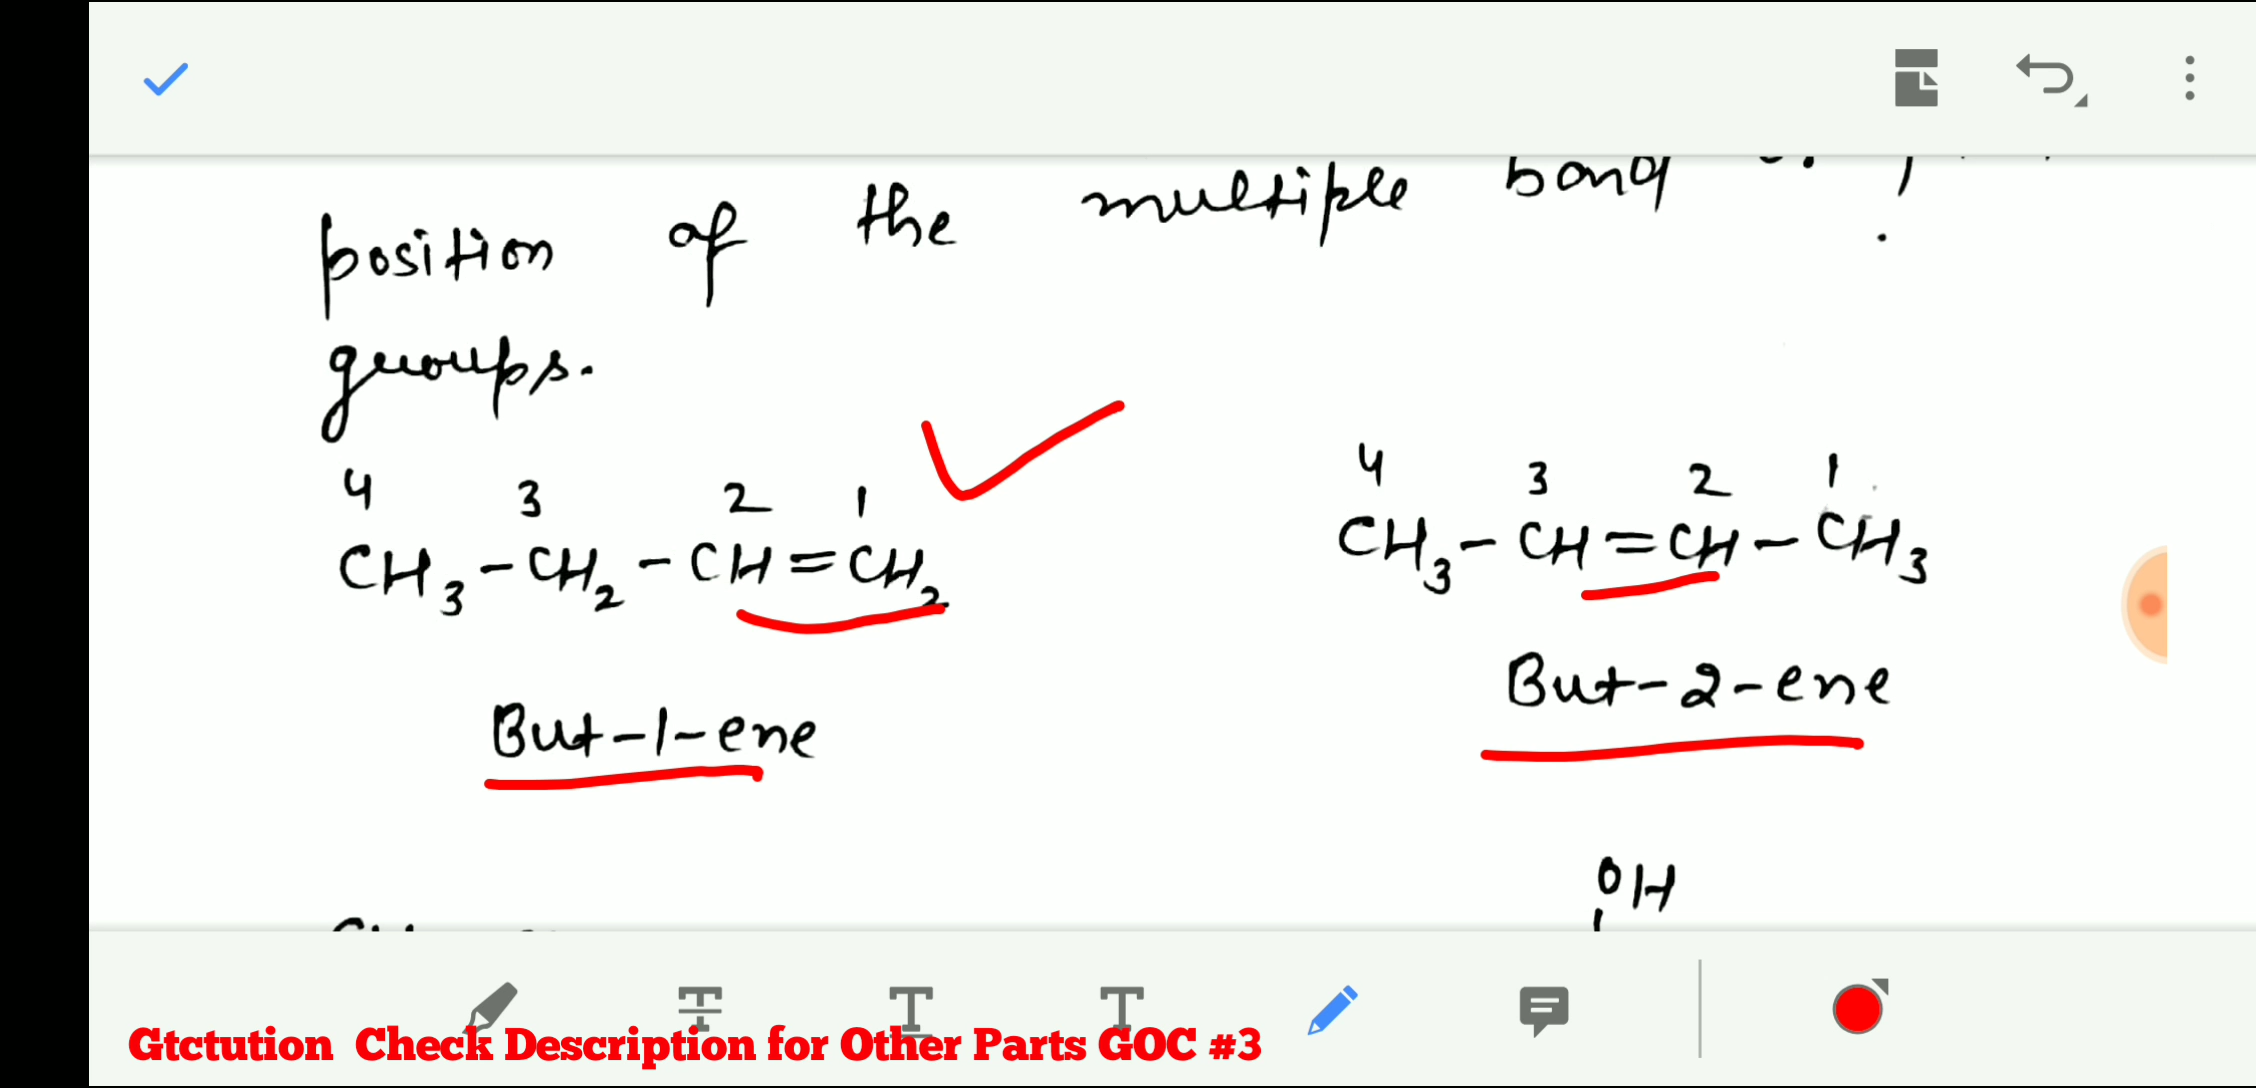 position of the multiple bond
groups.
4 3 2 1
CH3-CH2-CH=CH2
But-1-ene
4 3 2 1
CH3-CH=CH-CH3
But-2-ene
OH
Gtctution Check Description for Other Parts GOC #3